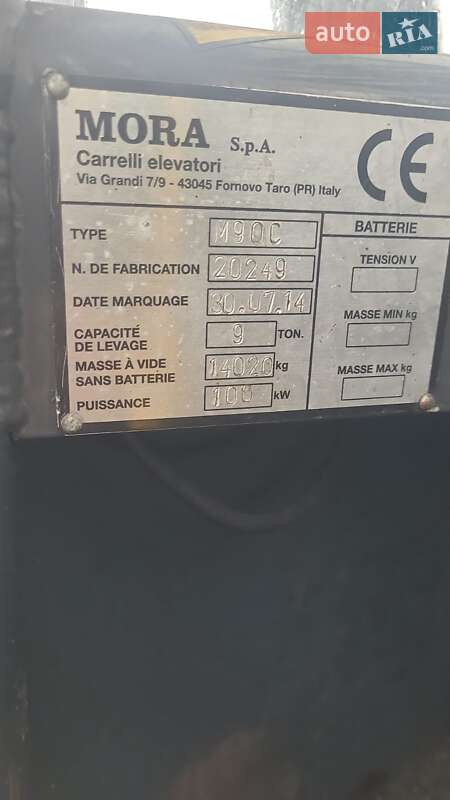 auto RIA.com
MORA S.p.A.
Carrelli elevatori
Via Grandi 7/9 - 43045 Fornovo Taro (PR) Italy
CE
TYPE M90C
N. DE FABRICATION 20249
DATE MARQUAGE 30.07.14
CAPACITÉ
DE LEVAGE 9 TON.
MASSE À VIDE
SANS BATTERIE 14020 kg
PUISSANCE 100 kW
BATTERIE
TENSION V
MASSE MIN kg
MASSE MAX kg